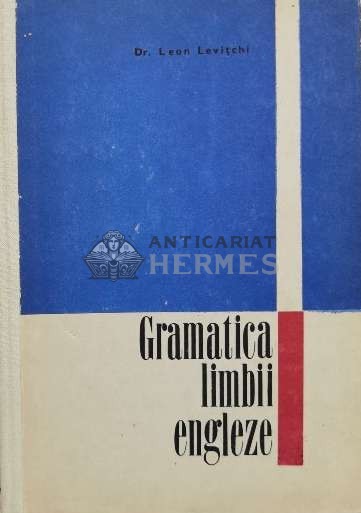 Dr. Leon Levițchi
ANTICARIAT
HERMES
Gramatica
limbii
engleze